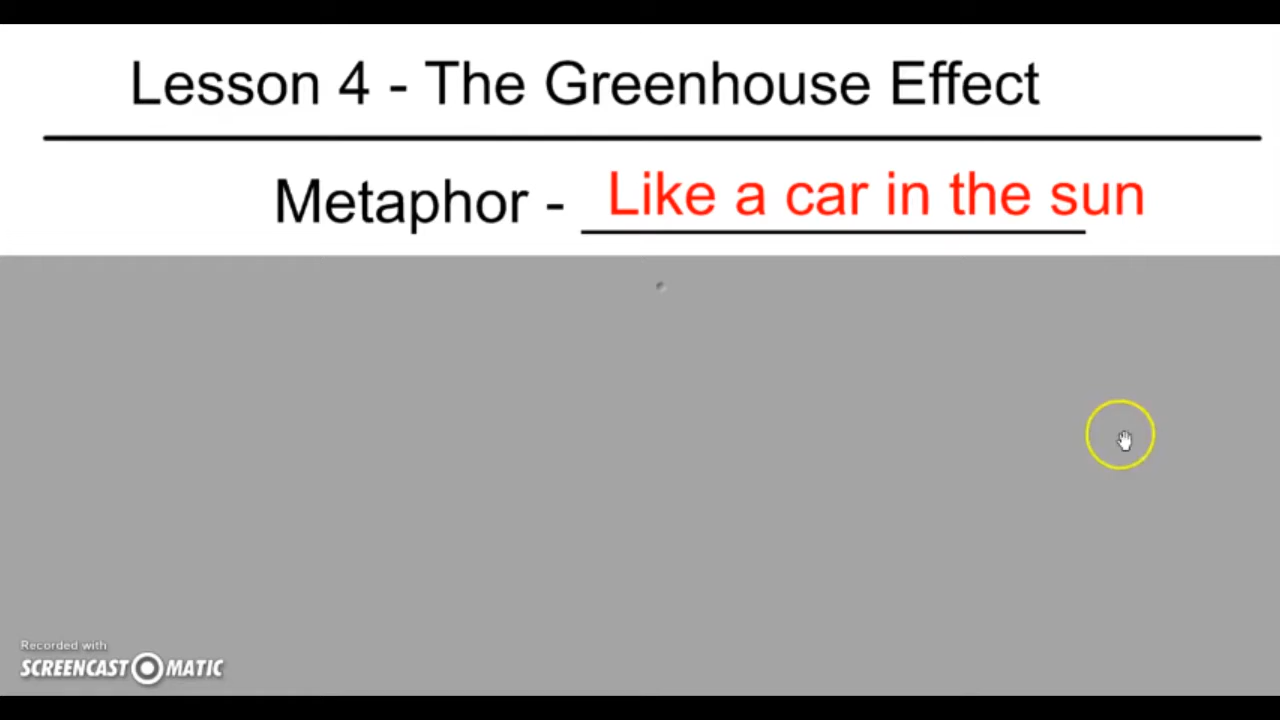 Lesson 4 - The Greenhouse Effect
Metaphor - Like a car in the sun
Recorded with
SCREENCAST MATIC